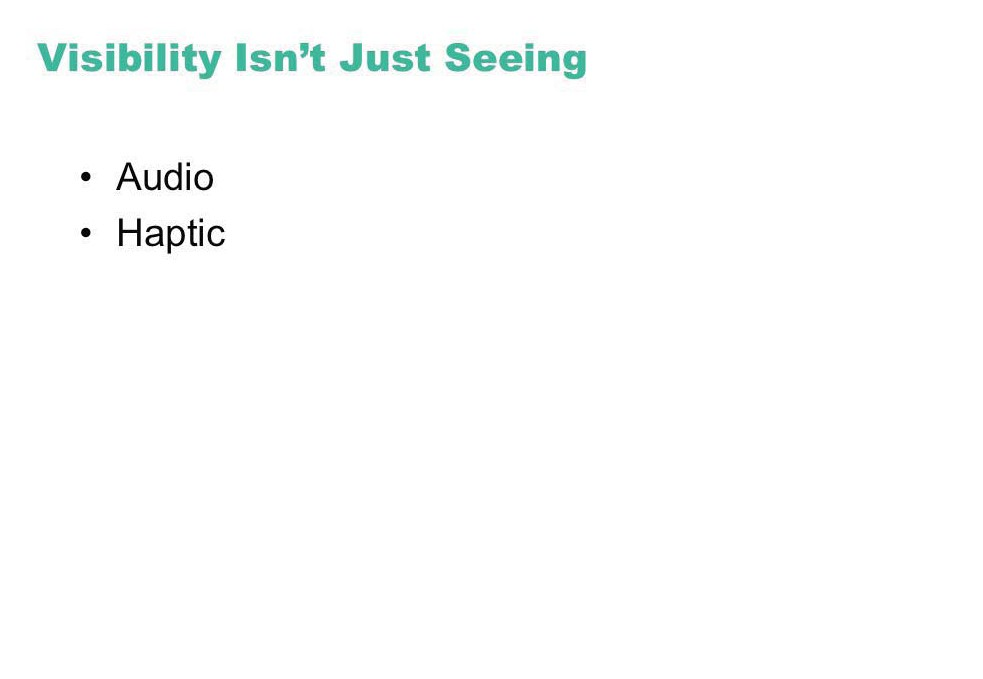 Visibility Isn’t Just Seeing
• Audio
• Haptic